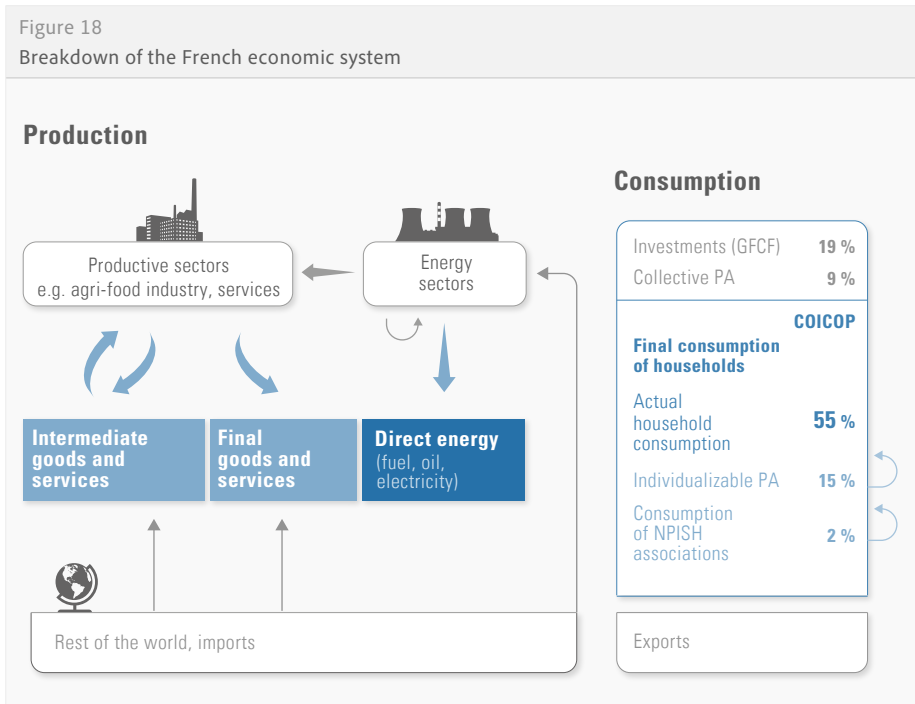 Figure 18
Breakdown of the French economic system
Production
Productive sectors
e.g. agri-food industry, services
Energy
sectors
Intermediate
goods and
services
Final
goods and
services
Direct energy
(fuel, oil,
electricity)
Rest of the world, imports
Consumption
Investments (GFCF) 19 %
Collective PA 9 %
COICOP
Final consumption
of households
Actual
household
consumption 55 %
Individualizable PA 15 %
Consumption
of NPISH
associations 2 %
Exports